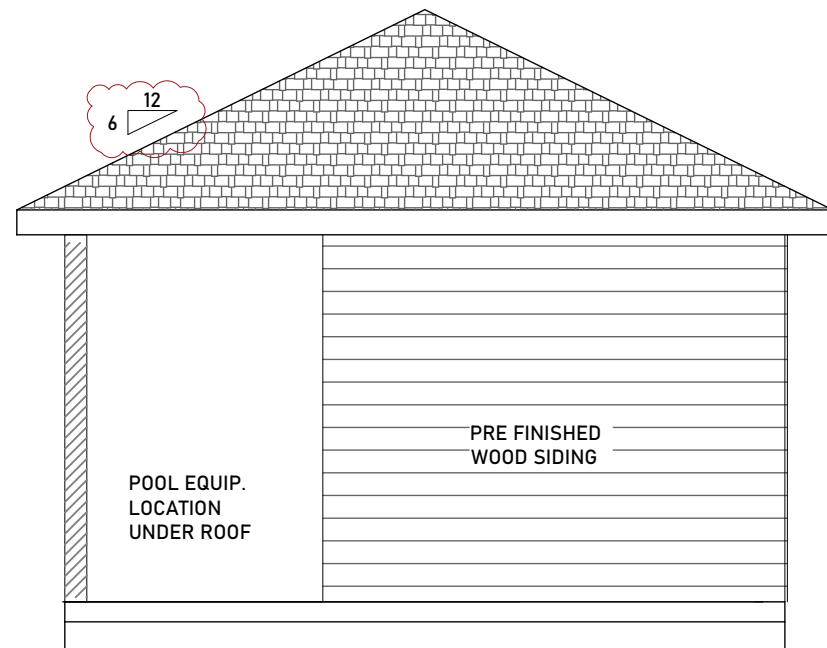 12
6
PRE FINISHED
WOOD SIDING
POOL EQUIP.
LOCATION
UNDER ROOF